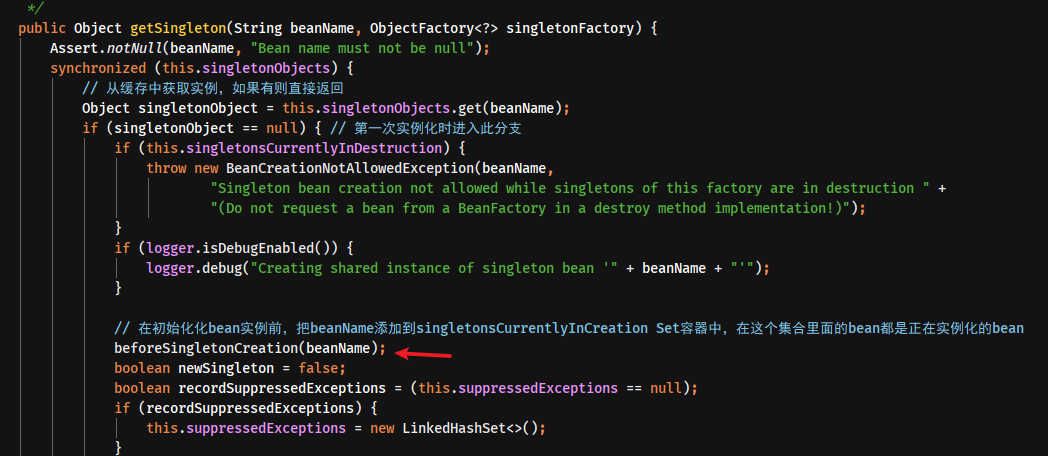 */
public Object getSingleton(String beanName, ObjectFactory<?> singletonFactory) {
Assert.notNull(beanName, "Bean name must not be null");
synchronized (this.singletonObjects) {
// 从缓存中获取实例，如果有则直接返回
Object singletonObject = this.singletonObjects.get(beanName);
if (singletonObject == null) { // 第一次实例化时进入此分支
if (this.singletonsCurrentlyInDestruction) {
throw new BeanCreationNotAllowedException(beanName,
"Singleton bean creation not allowed while singletons of this factory are in destruction " +
"(Do not request a bean from a BeanFactory in a destroy method implementation!)");
}
if (logger.isDebugEnabled()) {
logger.debug("Creating shared instance of singleton bean '" + beanName + "'");
}
// 在初始化化bean实例前，把beanName添加到singletonsCurrentlyInCreation Set容器中，在这个集合里面的bean都是正在实例化的bean
beforeSingletonCreation(beanName);
boolean newSingleton = false;
boolean recordSuppressedExceptions = (this.suppressedExceptions == null);
if (recordSuppressedExceptions) {
this.suppressedExceptions = new LinkedHashSet<>();
}